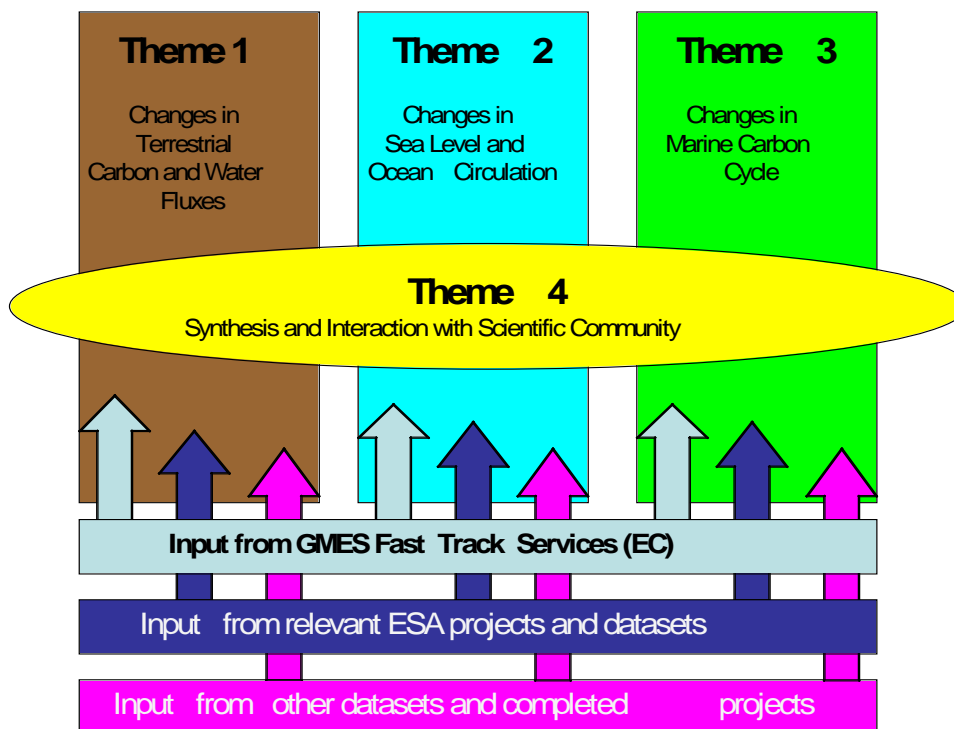 Theme 1
Changes in
Terrestrial
Carbon and Water
Fluxes
Theme 2
Changes in
Sea Level and
Ocean Circulation
Theme 3
Changes in
Marine Carbon
Cycle
Theme 4
Synthesis and Interaction with Scientific Community
Input from GMES Fast Track Services (EC)
Input from relevant ESA projects and datasets
Input from other datasets and completed projects